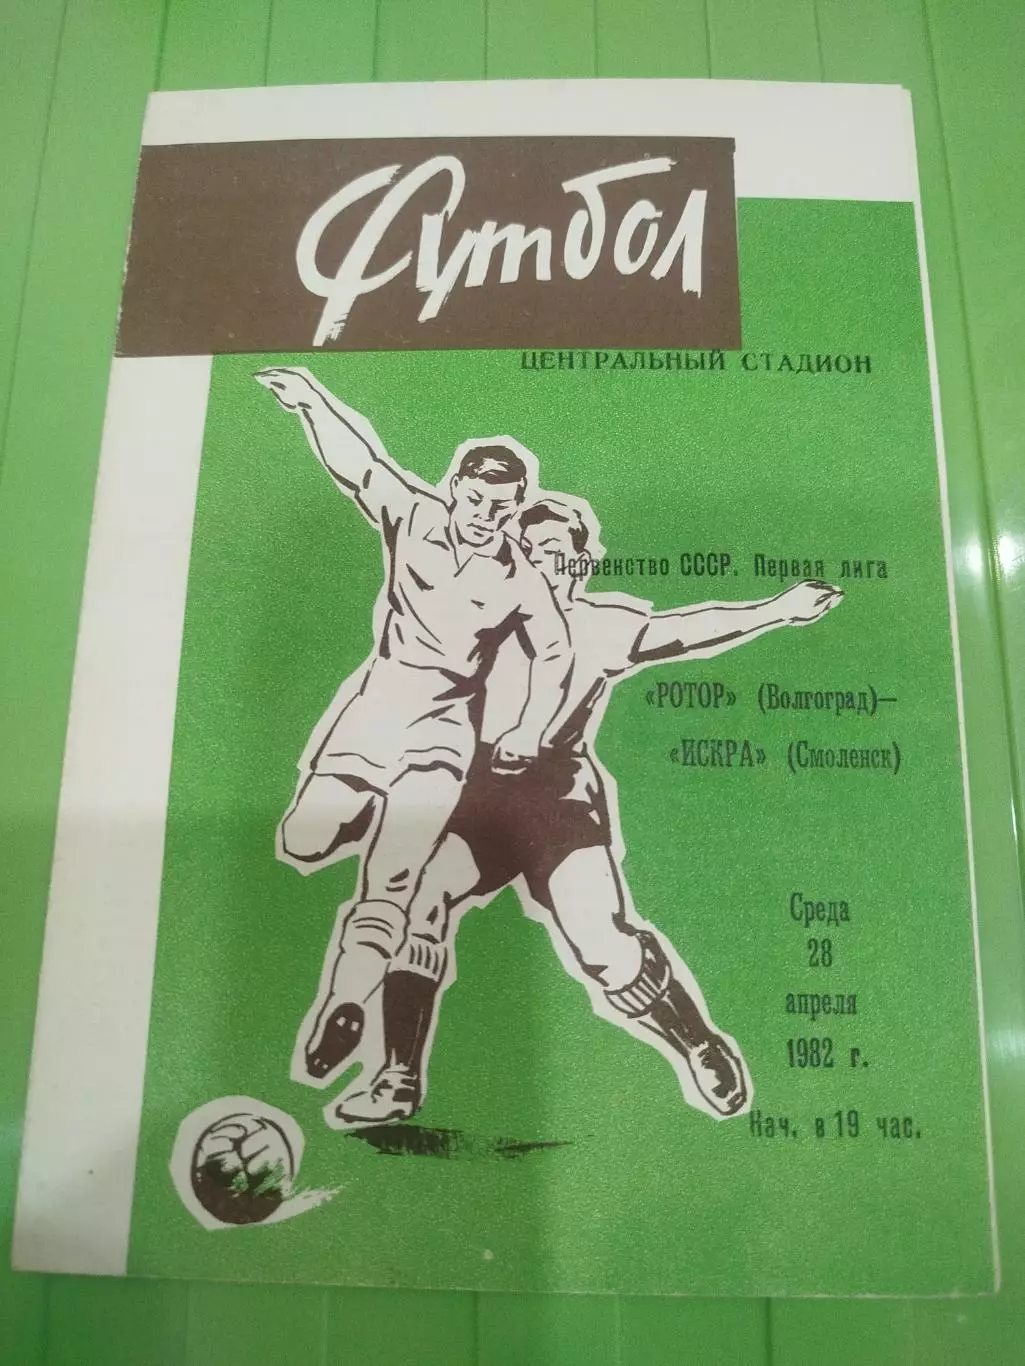 Футбол
ЦЕНТРАЛЬНЫЙ СТАДИОН
Первенство СССР. Первая лига
«РОТОР» (Волгоград)—
«ИСКРА» (Смоленск)
Среда
28
апреля
1982 г.
Нач. в 19 час.